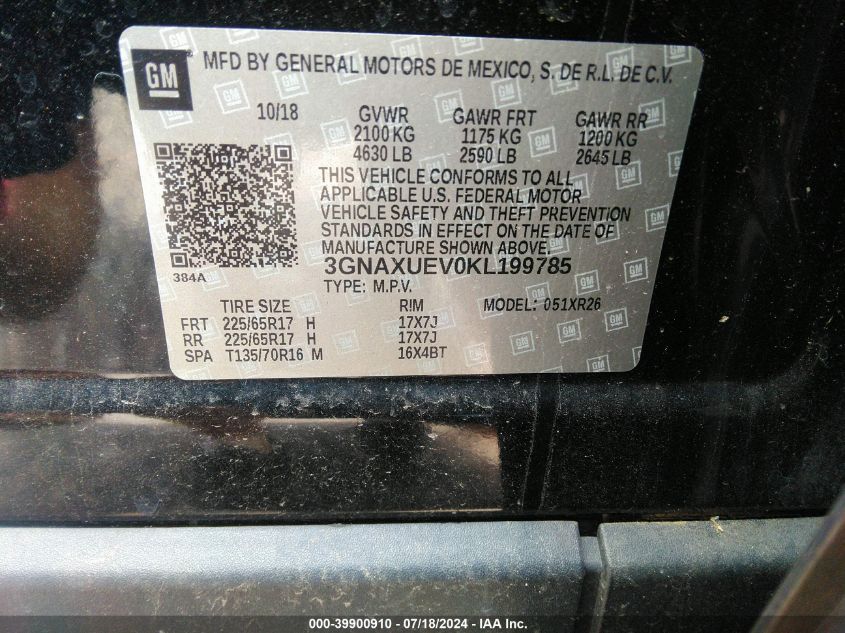 GM MFD BY GENERAL MOTORS DE MEXICO, S. DE R.L. DE C.V.
10/18 GVWR GAWR FRT GAWR RR
2100 KG 1175 KG 1200 KG
4630 LB 2590 LB 2645 LB
THIS VEHICLE CONFORMS TO ALL
APPLICABLE U.S. FEDERAL MOTOR
VEHICLE SAFETY AND THEFT PREVENTION
STANDARDS IN EFFECT ON THE DATE OF
MANUFACTURE SHOWN ABOVE.
384A
3GNAXUEV0KL199785
TYPE: M.P.V.
TIRE SIZE RIM MODEL: 051XR26
FRT 225/65R17 H 17X7J
RR 225/65R17 H 17X7J
SPA T135/70R16 M 16X4BT
000-39900910 - 07/18/2024 - IAA Inc.